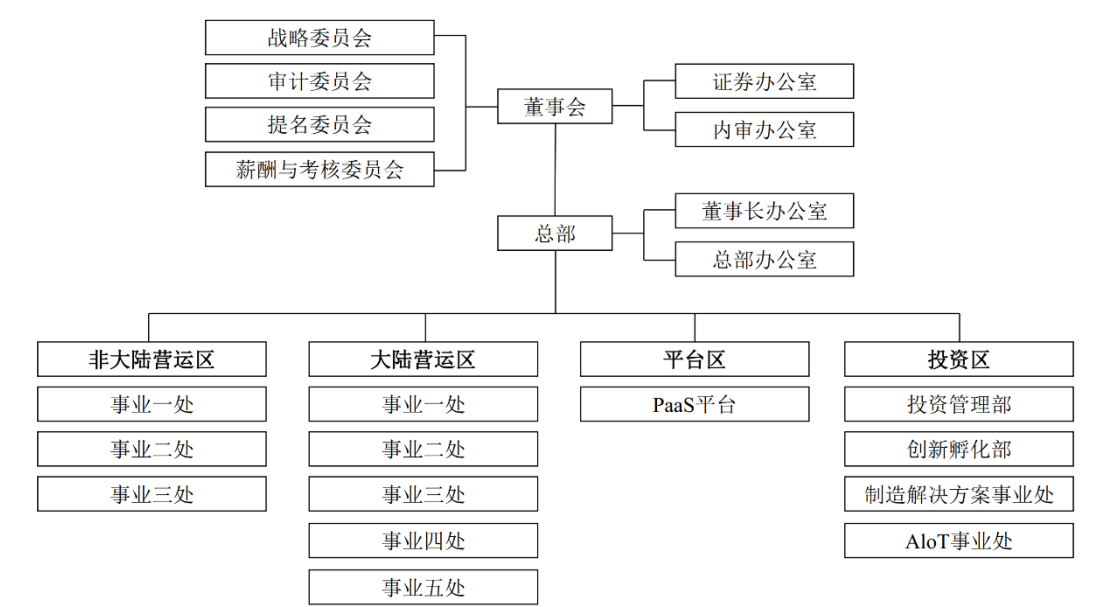 战略委员会
审计委员会
提名委员会
薪酬与考核委员会
董事会
证券办公室
内审办公室
总部
董事长办公室
总部办公室
非大陆营运区
事业一处
事业二处
事业三处
大陆营运区
事业一处
事业二处
事业三处
事业四处
事业五处
平台区
PaaS平台
投资区
投资管理部
创新孵化部
制造解决方案事业处
AloT事业处